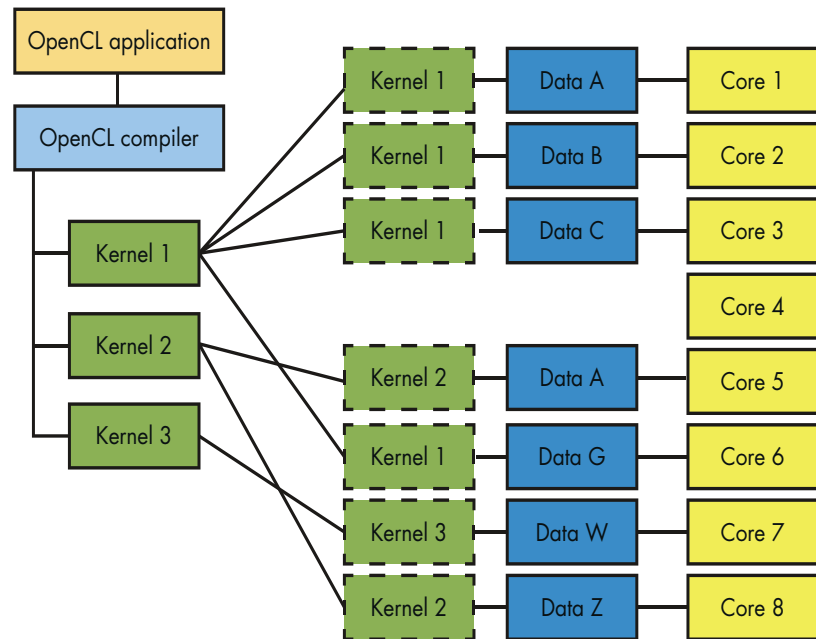 OpenCL application
OpenCL compiler
Kernel 1
Kernel 2
Kernel 3
Kernel 1
Data A
Core 1
Kernel 1
Data B
Core 2
Kernel 1
Data C
Core 3
Core 4
Kernel 2
Data A
Core 5
Kernel 1
Data G
Core 6
Kernel 3
Data W
Core 7
Kernel 2
Data Z
Core 8